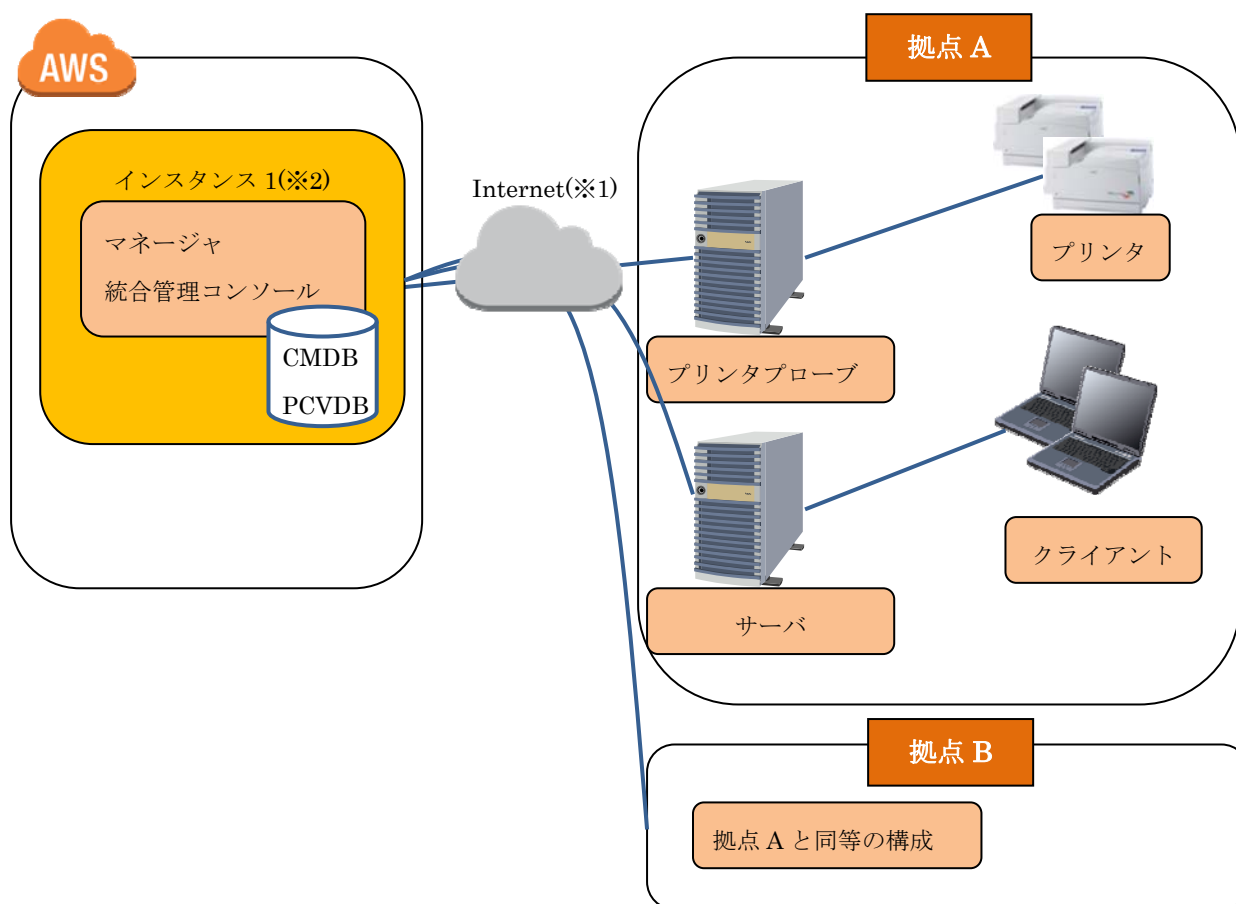 AWS
インスタンス 1(※2)
マネージャ
統合管理コンソール
CMDB
PCVDB
Internet(※1)
拠点 A
プリンタ
プリンタプローブ
クライアント
サーバ
拠点 B
拠点 A と同等の構成